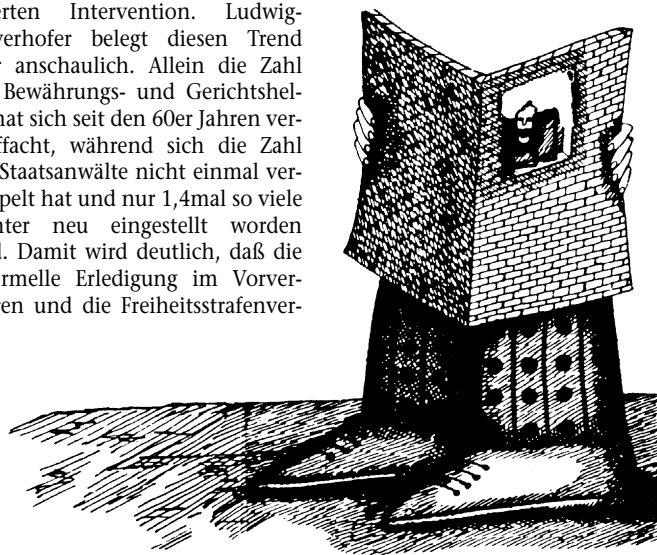 erten Intervention. Ludwig-
verhofer belegt diesen Trend
r anschaulich. Allein die Zahl
Bewährungs- und Gerichtshel-
hat sich seit den 60er Jahren ver-
ffacht, während sich die Zahl
Staatsanwälte nicht einmal ver-
pelt hat und nur 1,4mal so viele
nter neu eingestellt worden
d. Damit wird deutlich, daß die
rmelle Erledigung im Vorver-
ren und die Freiheitsstrafenver-